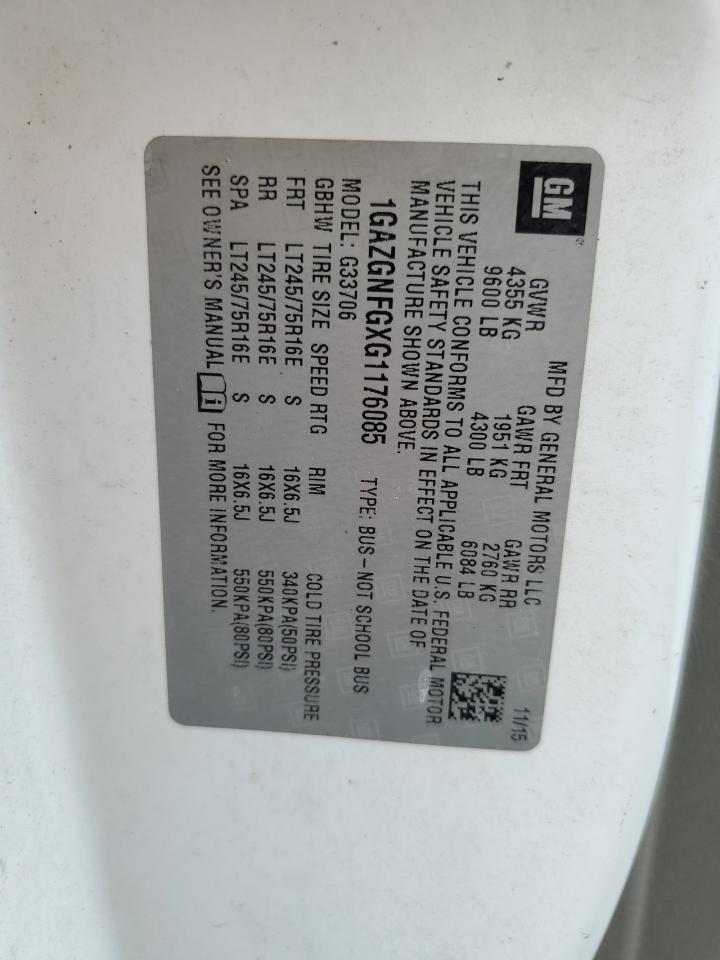 GM
MFD BY GENERAL MOTORS LLC 11/15
GVWR GAWR FRT GAWR RR
4355 KG 1951 KG 2760 KG
9600 LB 4300 LB 6084 LB
THIS VEHICLE CONFORMS TO ALL APPLICABLE U.S. FEDERAL MOTOR
VEHICLE SAFETY STANDARDS IN EFFECT ON THE DATE OF
MANUFACTURE SHOWN ABOVE.
1GAZGNFGXG1176085 TYPE: BUS – NOT SCHOOL BUS
MODEL: G33706
GBHW TIRE SIZE SPEED RTG RIM COLD TIRE PRESSURE
FRT LT245/75R16E S 16X6.5J 340KPA(50PSI)
RR LT245/75R16E S 16X6.5J 550KPA(80PSI)
SPA LT245/75R16E S 16X6.5J 550KPA(80PSI)
SEE OWNER'S MANUAL i FOR MORE INFORMATION.